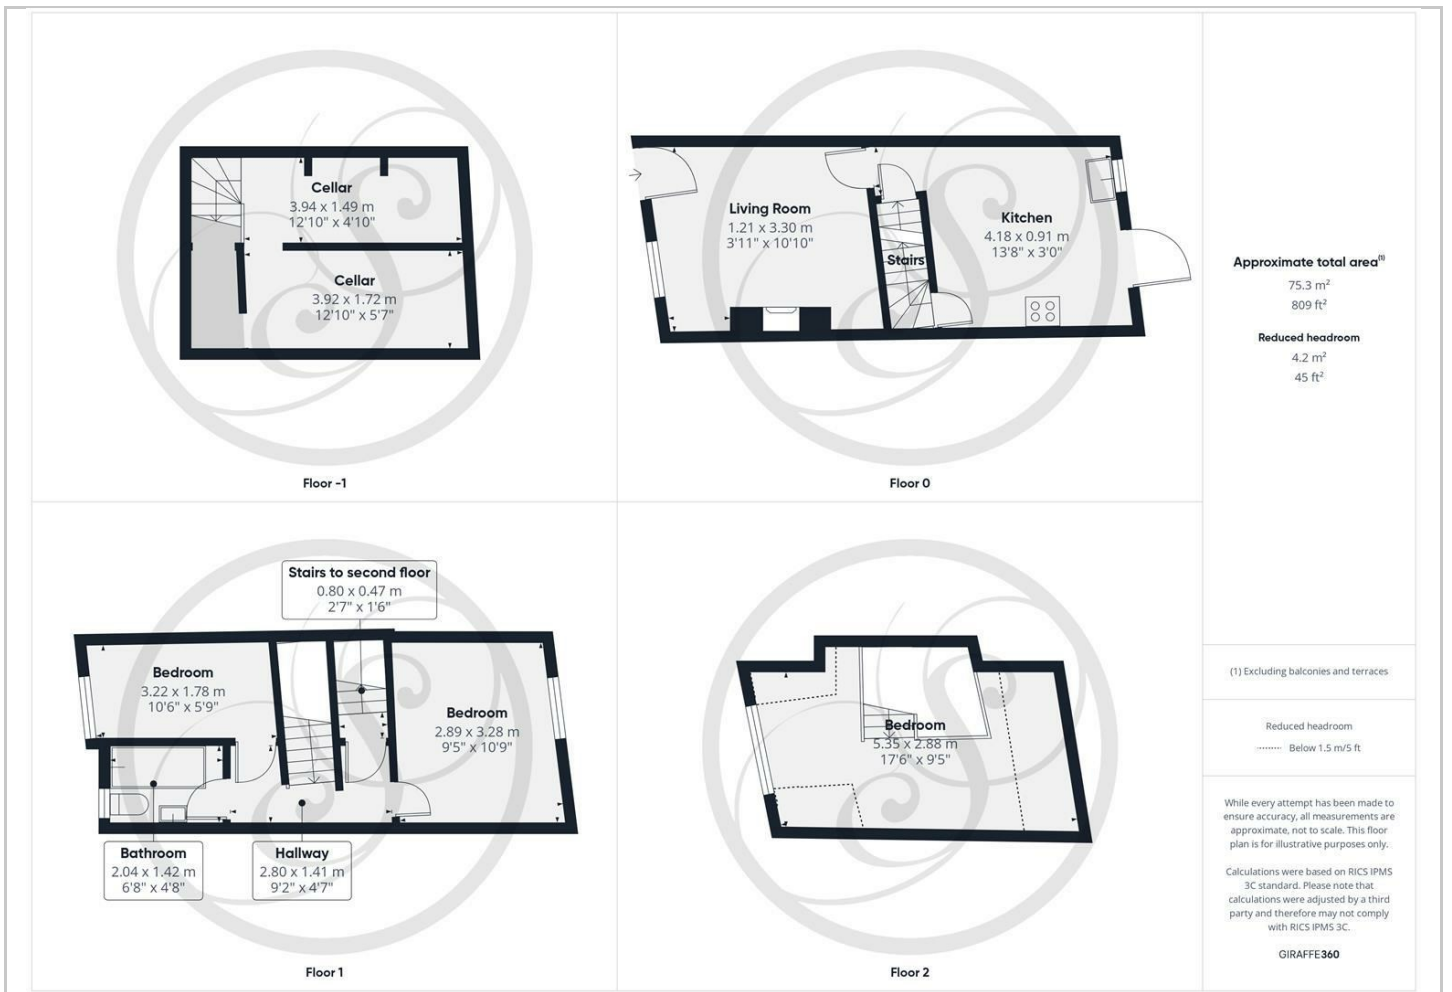 Cellar
3.94 x 1.49 m
12'10" x 4'10"
Cellar
3.92 x 1.72 m
12'10" x 5'7"
Floor -1
Living Room
1.21 x 3.30 m
3'11" x 10'10"
Stairs
Kitchen
4.18 x 0.91 m
13'8" x 3'0"
Floor 0
Stairs to second floor
0.80 x 0.47 m
2'7" x 1'6"
Bedroom
3.22 x 1.78 m
10'6" x 5'9"
Bedroom
2.89 x 3.28 m
9'5" x 10'9"
Bathroom
2.04 x 1.42 m
6'8" x 4'8"
Hallway
2.80 x 1.41 m
9'2" x 4'7"
Floor 1
Bedroom
5.35 x 2.88 m
17'6" x 9'5"
Floor 2
Approximate total area⁽¹⁾
75.3 m²
809 ft²
Reduced headroom
4.2 m²
45 ft²
(1) Excluding balconies and terraces
Reduced headroom
Below 1.5 m/5 ft
While every attempt has been made to
ensure accuracy, all measurements are
approximate, not to scale. This floor
plan is for illustrative purposes only.
Calculations were based on RICS IPMS
3C standard. Please note that
calculations were adjusted by a third
party and therefore may not comply
with RICS IPMS 3C.
GIRAFFE360